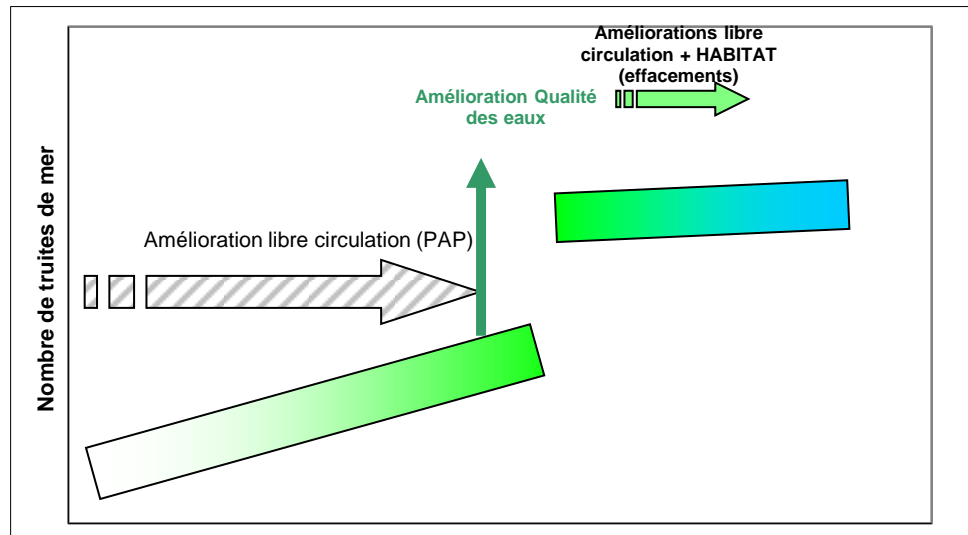 Améliorations libre
circulation + HABITAT
(effacements)
Amélioration Qualité
des eaux
Amélioration libre circulation (PAP)
Nombre de truites de mer